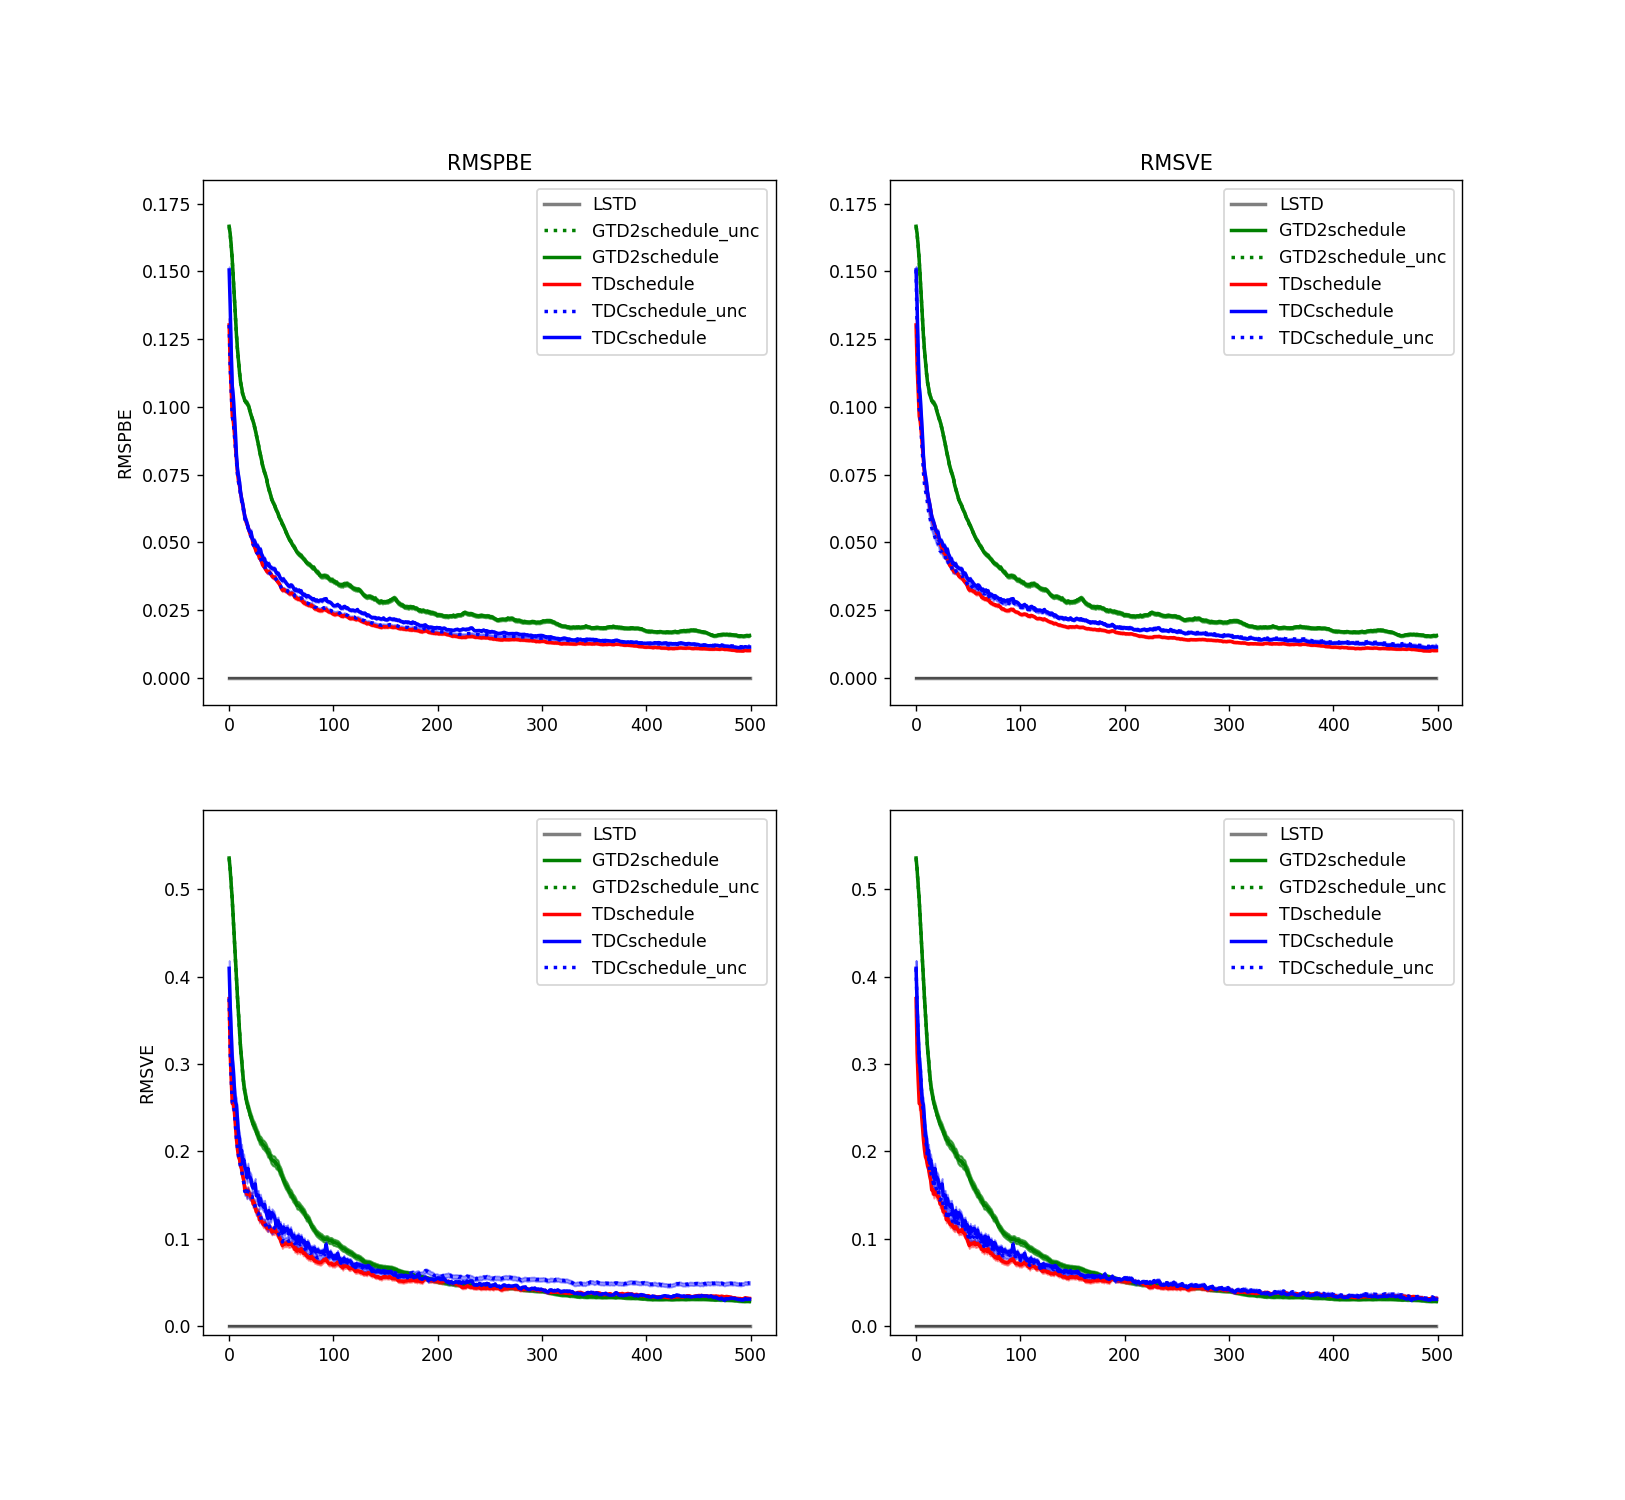 RMSPBE
RMSVE
RMSPBE
0.175
0.150
0.125
0.100
0.075
0.050
0.025
0.000
0 100 200 300 400 500
LSTD
GTD2schedule_unc
GTD2schedule
TDschedule
TDCschedule_unc
TDCschedule
0.175
0.150
0.125
0.100
0.075
0.050
0.025
0.000
0 100 200 300 400 500
LSTD
GTD2schedule
GTD2schedule_unc
TDschedule
TDCschedule
TDCschedule_unc
RMSVE
0.5
0.4
0.3
0.2
0.1
0.0
0 100 200 300 400 500
LSTD
GTD2schedule
GTD2schedule_unc
TDschedule
TDCschedule
TDCschedule_unc
0.5
0.4
0.3
0.2
0.1
0.0
0 100 200 300 400 500
LSTD
GTD2schedule
GTD2schedule_unc
TDschedule
TDCschedule
TDCschedule_unc